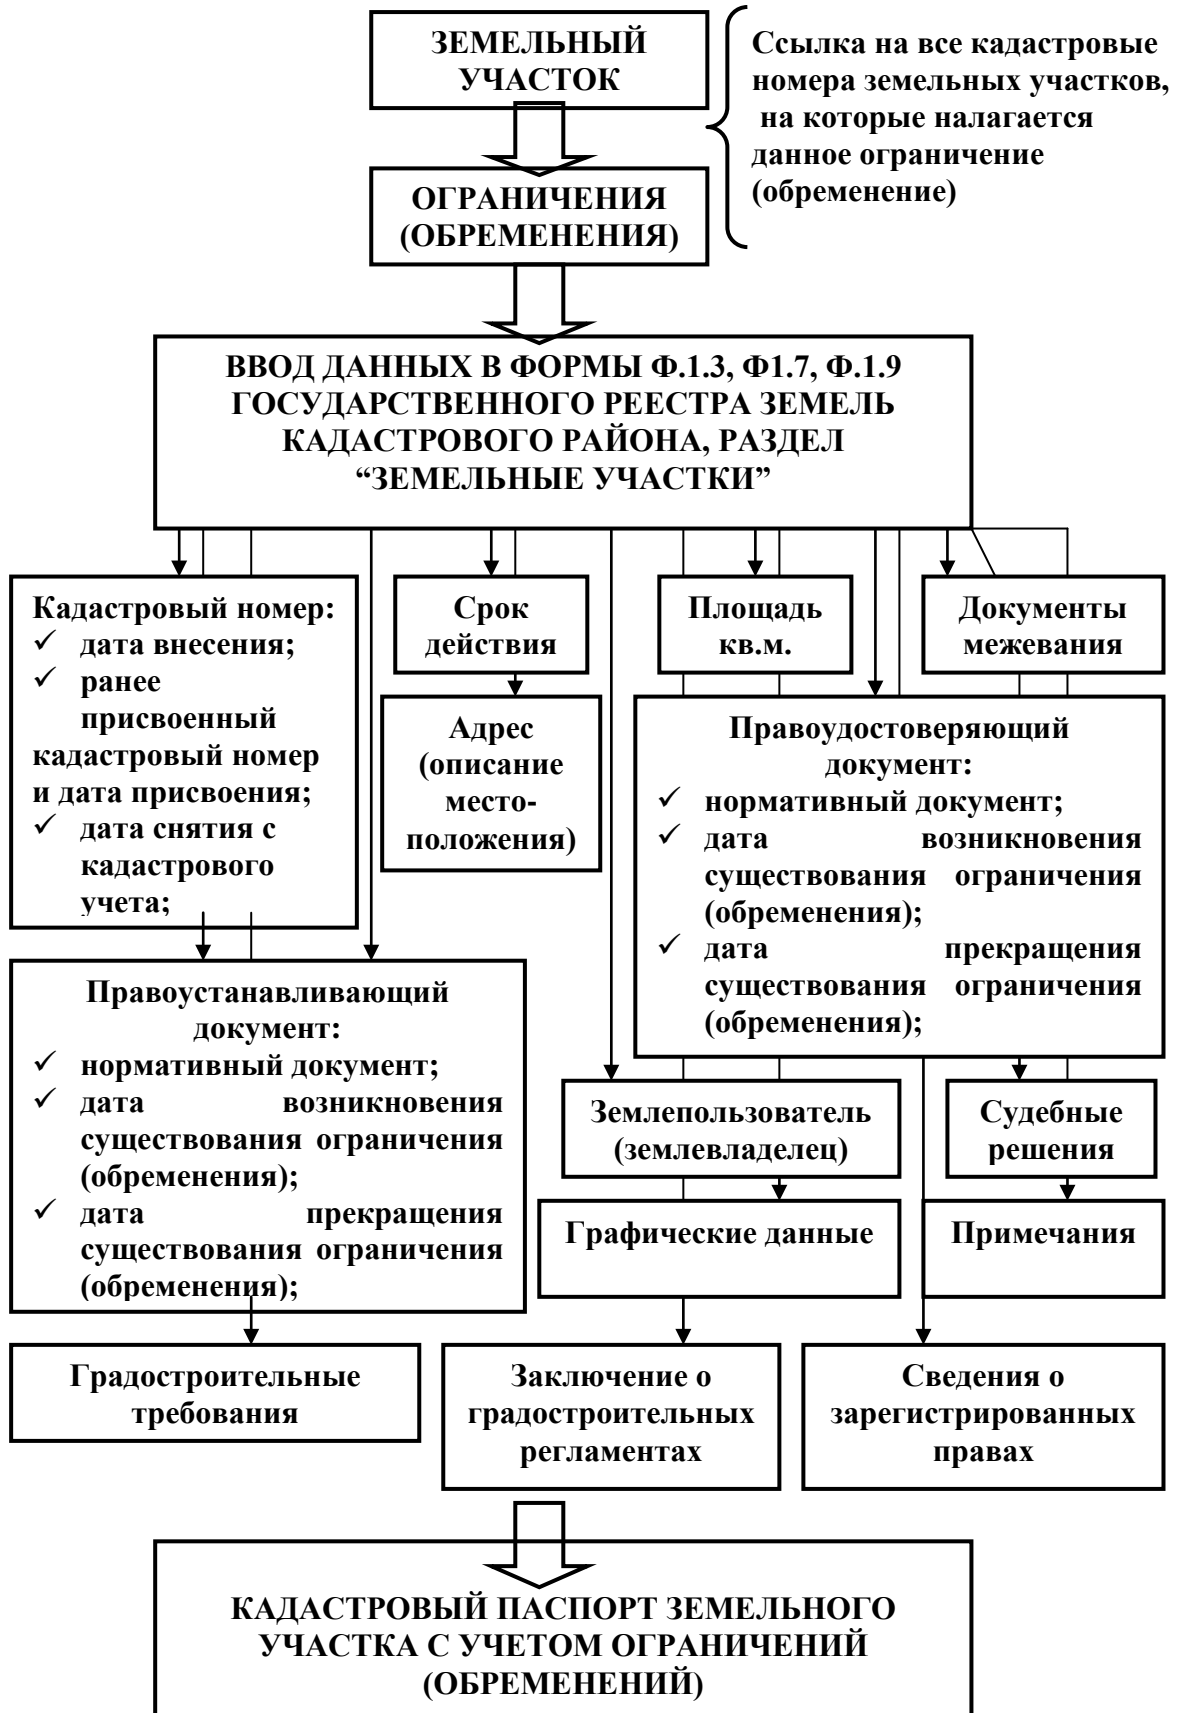 ЗЕМЕЛЬНЫЙ
УЧАСТОК
Ссылка на все кадастровые
номера земельных участков,
на которые налагается
данное ограничение
(обременение)
ОГРАНИЧЕНИЯ
(ОБРЕМЕНЕНИЯ)
ВВОД ДАННЫХ В ФОРМЫ Ф.1.3, Ф1.7, Ф.1.9
ГОСУДАРСТВЕННОГО РЕЕСТРА ЗЕМЕЛЬ
КАДАСТРОВОГО РАЙОНА, РАЗДЕЛ
“ЗЕМЕЛЬНЫЕ УЧАСТКИ”
Кадастровый номер:
✓ дата внесения;
✓ ранее
присвоенный
кадастровый номер
и дата присвоения;
✓ дата снятия с
кадастрового
учета;
Срок
действия
Площадь
кв.м.
Документы
межевания
Адрес
(описание
место-
положения)
Правоудостоверяющий
документ:
✓ нормативный документ;
✓ дата возникновения
существования ограничения
(обременения);
✓ дата прекращения
существования ограничения
(обременения);
Правоустанавливающий
документ:
✓ нормативный документ;
✓ дата возникновения
существования ограничения
(обременения);
✓ дата прекращения
существования ограничения
(обременения);
Землепользователь
(землевладелец)
Судебные
решения
Графические данные
Примечания
Градостроительные
требования
Заключение о
градостроительных
регламентах
Сведения о
зарегистрированных
правах
КАДАСТРОВЫЙ ПАСПОРТ ЗЕМЕЛЬНОГО
УЧАСТКА С УЧЕТОМ ОГРАНИЧЕНИЙ
(ОБРЕМЕНЕНИЙ)